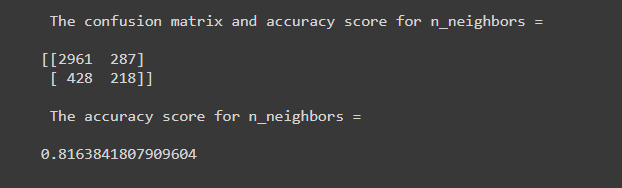 The confusion matrix and accuracy score for n_neighbors =
[[2961 287]
[ 428 218]]
The accuracy score for n_neighbors =
0.8163841807909604